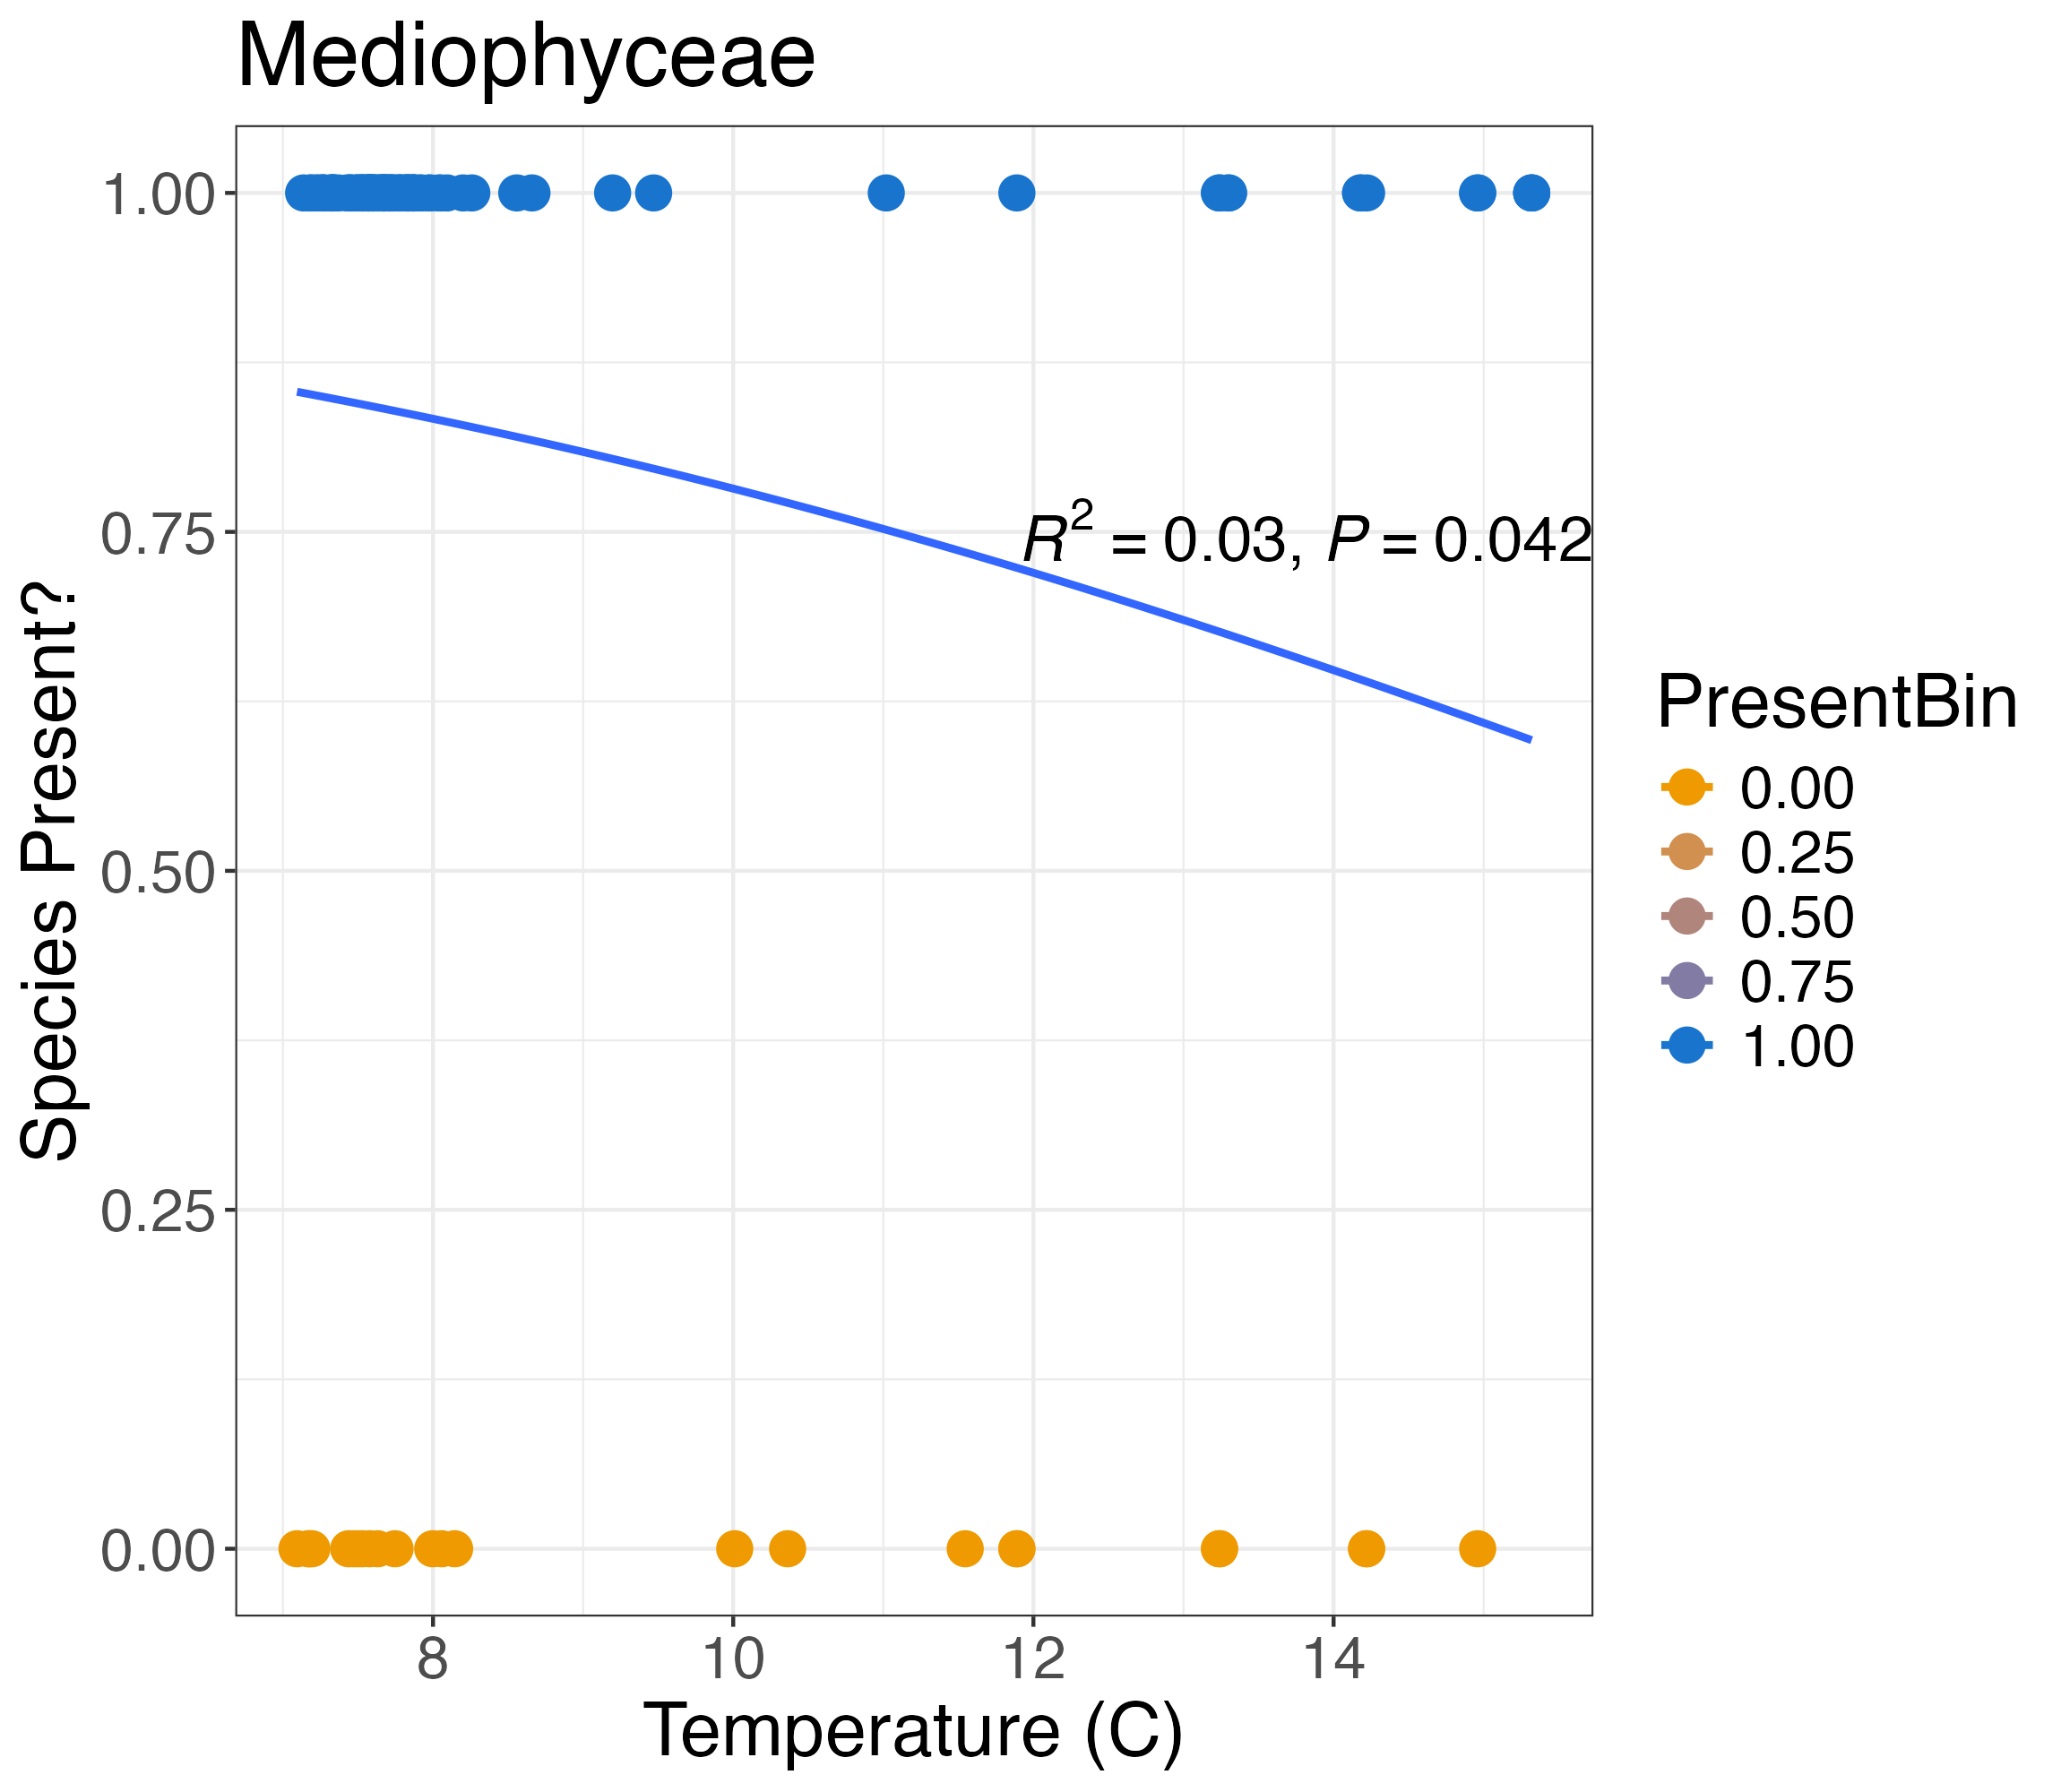 Mediophyceae
Species Present?
1.00
0.75
0.50
0.25
0.00
R² = 0.03, P = 0.042
8 10 12 14
Temperature (C)
PresentBin
0.00
0.25
0.50
0.75
1.00